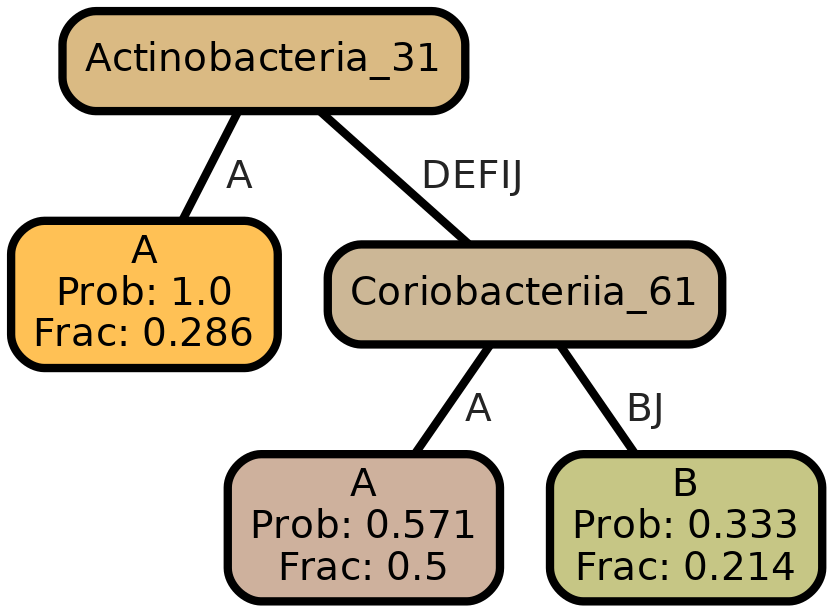 Actinobacteria_31
A
DEFIJ
A
Prob: 1.0
Frac: 0.286
Coriobacteriia_61
A
BJ
A
Prob: 0.571
Frac: 0.5
B
Prob: 0.333
Frac: 0.214